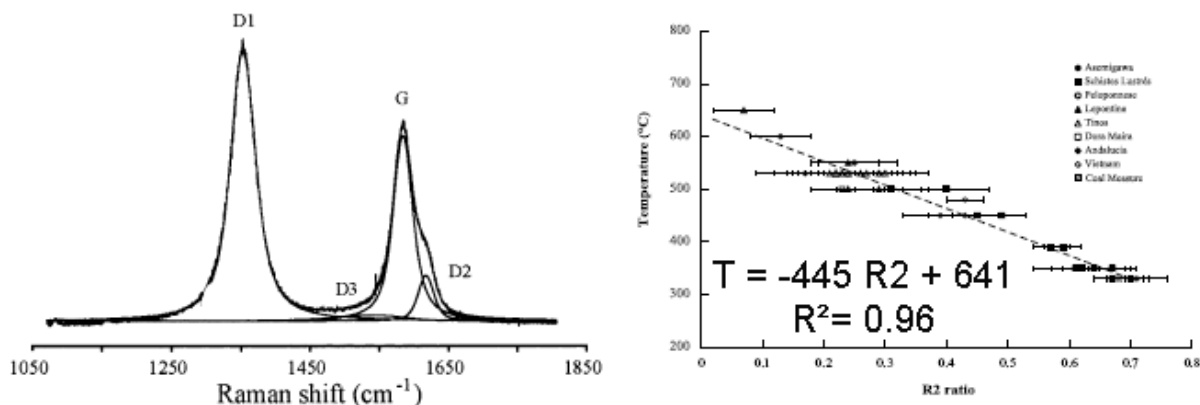 D1
G
D3
D2
1050
1250
1450
1650
1850
Raman shift (cm⁻¹)
800
700
600
500
400
300
200
Temperature (°C)
Asemigawa
Schistes Lustrés
Peloponnese
Lepontine
Tinos
Dora Maira
Andalucia
Vietnam
Coal Measure
T = -445 R2 + 641
R²= 0.96
0
0.1
0.2
0.3
0.4
0.5
0.6
0.7
0.8
R2 ratio